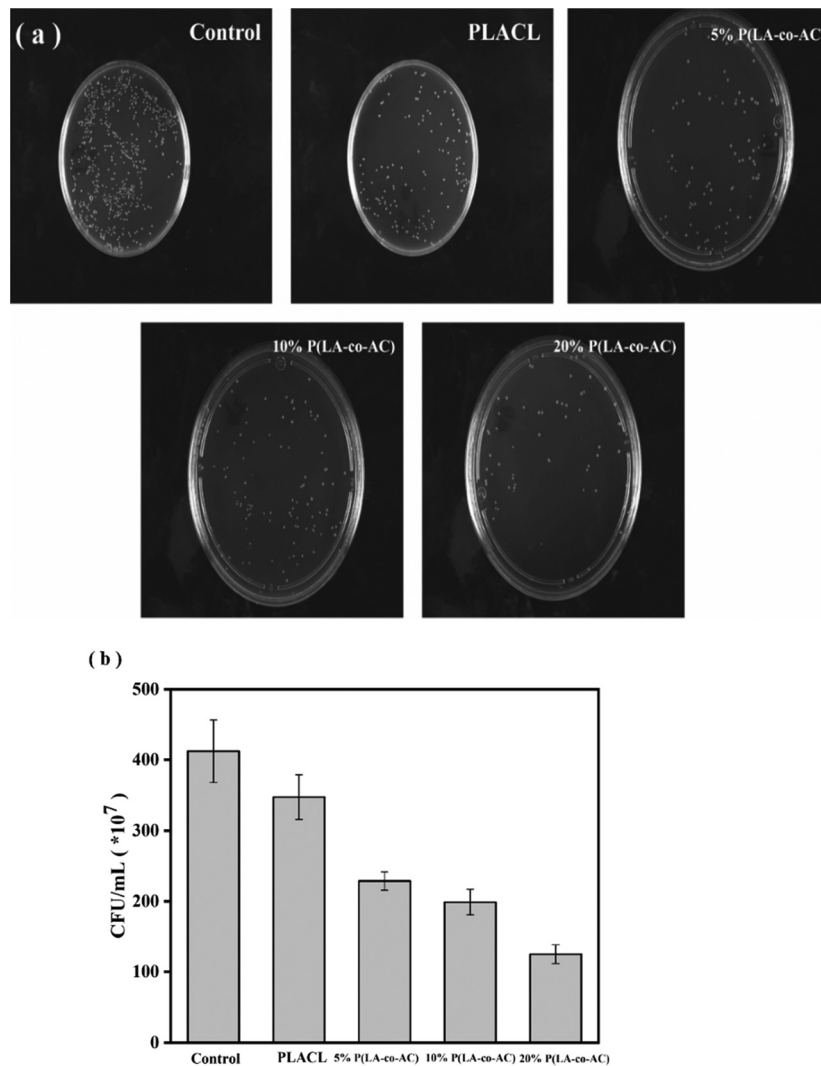 ( a )
Control
PLACL
5% P(LA-co-AC
10% P(LA-co-AC)
20% P(LA-co-AC)
( b )
CFU/mL ( *10⁷ )
500
400
300
200
100
0
Control
PLACL
5% P(LA-co-AC)
10% P(LA-co-AC)
20% P(LA-co-AC)